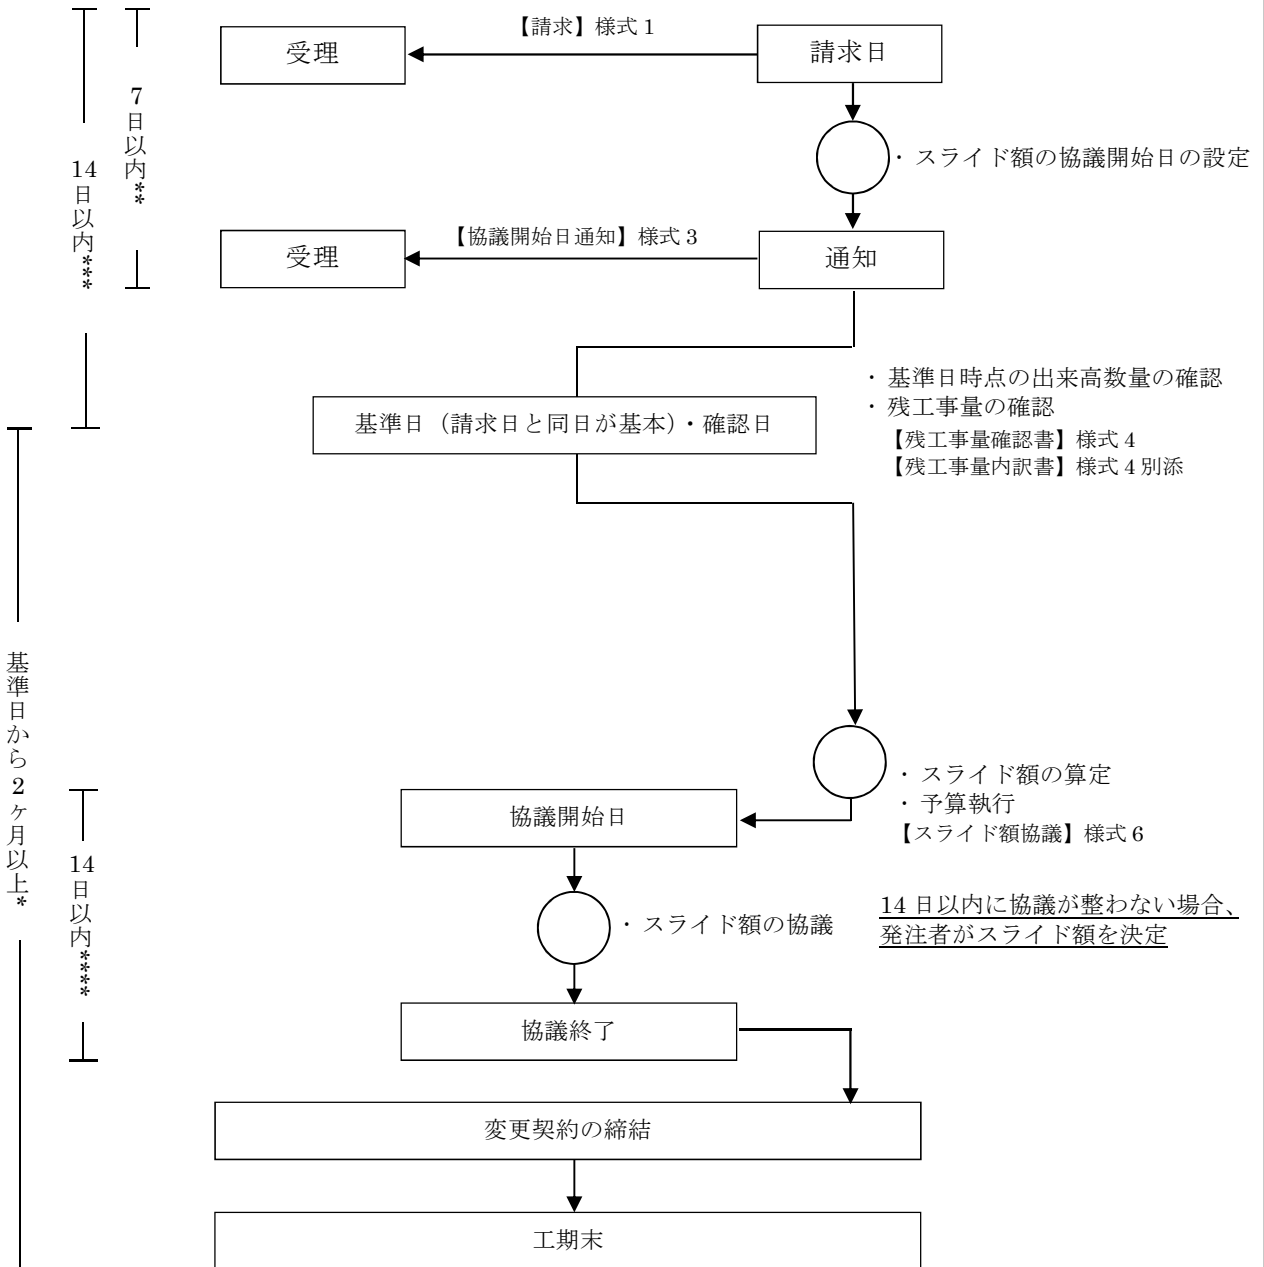 【請求】様式 1
受理
請求日
7日以内**
14日以内***
・ スライド額の協議開始日の設定
【協議開始日通知】様式 3
受理
通知
・ 基準日時点の出来高数量の確認
・ 残工事量の確認
【残工事量確認書】様式 4
【残工事量内訳書】様式 4 別添
基準日（請求日と同日が基本）・確認日
基準日から2ヶ月以上*
・ スライド額の算定
・ 予算執行
【スライド額協議】様式 6
協議開始日
14日以内****
・ スライド額の協議
14 日以内に協議が整わない場合、
発注者がスライド額を決定
協議終了
変更契約の締結
工期末